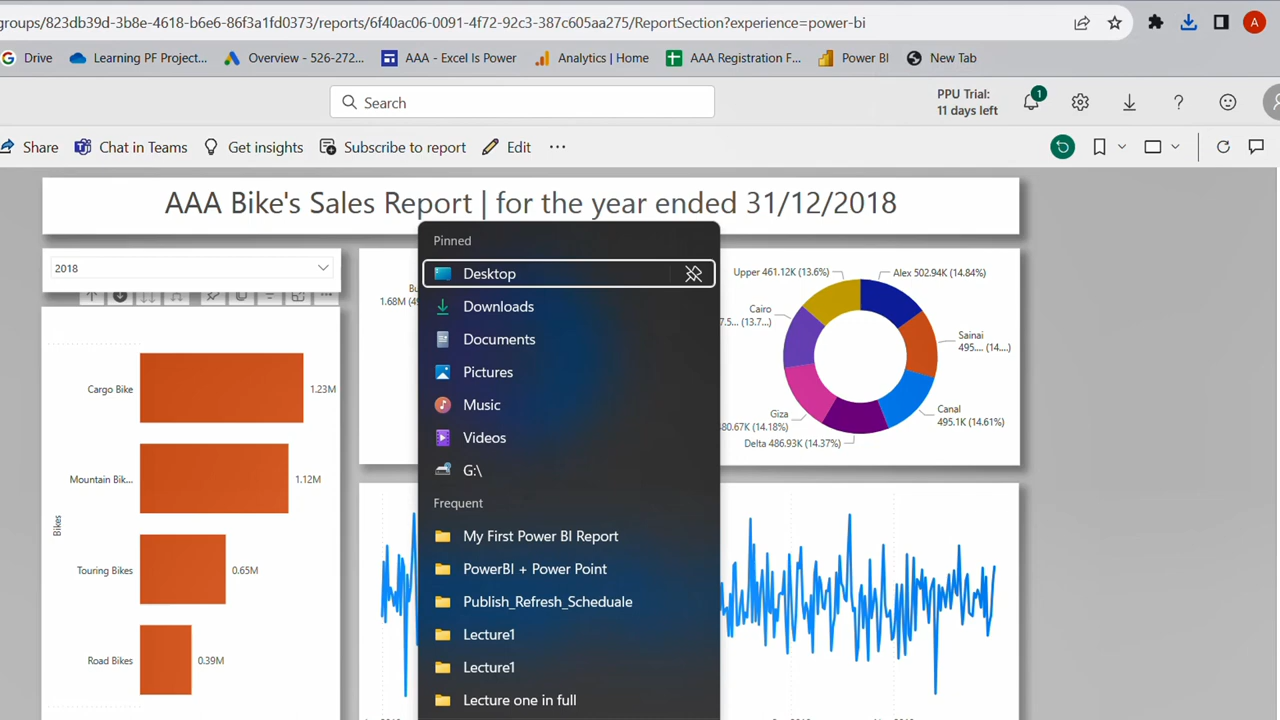 groups/823db39d-3b8e-4618-b6e6-86f3a1fd0373/reports/6f40ac06-0091-4f72-92c3-387c605aa275/ReportSection?experience=power-bi
A
Drive
Learning PF Project...
Overview - 526-272...
AAA - Excel Is Power
Analytics | Home
AAA Registration F...
Power BI
New Tab
Search
PPU Trial:
11 days left
1
Share
Chat in Teams
Get insights
Subscribe to report
Edit
AAA Bike's Sales Report | for the year ended 31/12/2018
2018
Bikes
Cargo Bike
1.23M
Mountain Bik...
1.12M
Touring Bikes
0.65M
Road Bikes
0.39M
1.68M
Pinned
Desktop
Downloads
Documents
Pictures
Music
Videos
G:\
Frequent
My First Power BI Report
PowerBI + Power Point
Publish_Refresh_Scheduale
Lecture1
Lecture1
Lecture one in full
Upper 461.12K (13.6%)
Alex 502.94K (14.84%)
Cairo
(13.7...)
Sainai
495.... (14....)
Giza
(14.18%)
Canal
495.1K (14.61%)
Delta 486.93K (14.37%)